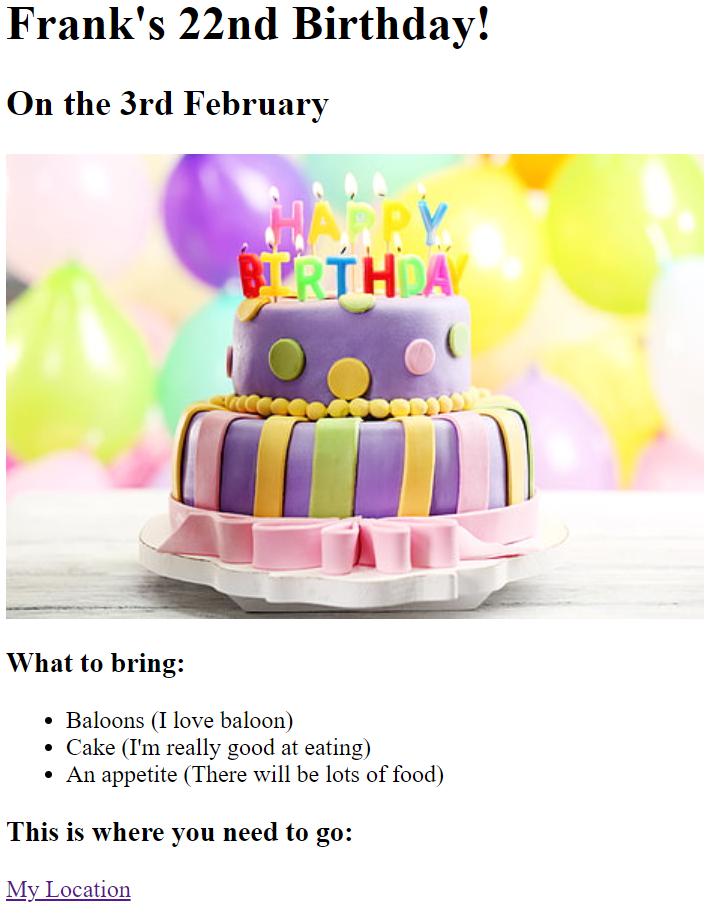 Frank's 22nd Birthday!
On the 3rd February
HAPPY
BIRTHDAY
What to bring:
Baloons (I love baloon)
Cake (I'm really good at eating)
An appetite (There will be lots of food)
This is where you need to go:
My Location